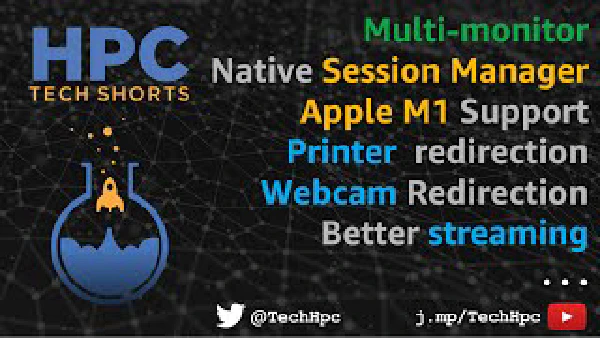 HPC
TECH SHORTS
Multi-monitor
Native Session Manager
Apple M1 Support
Printer redirection
Webcam Redirection
Better streaming
...
@TechHpc
j.mp/TechHpc